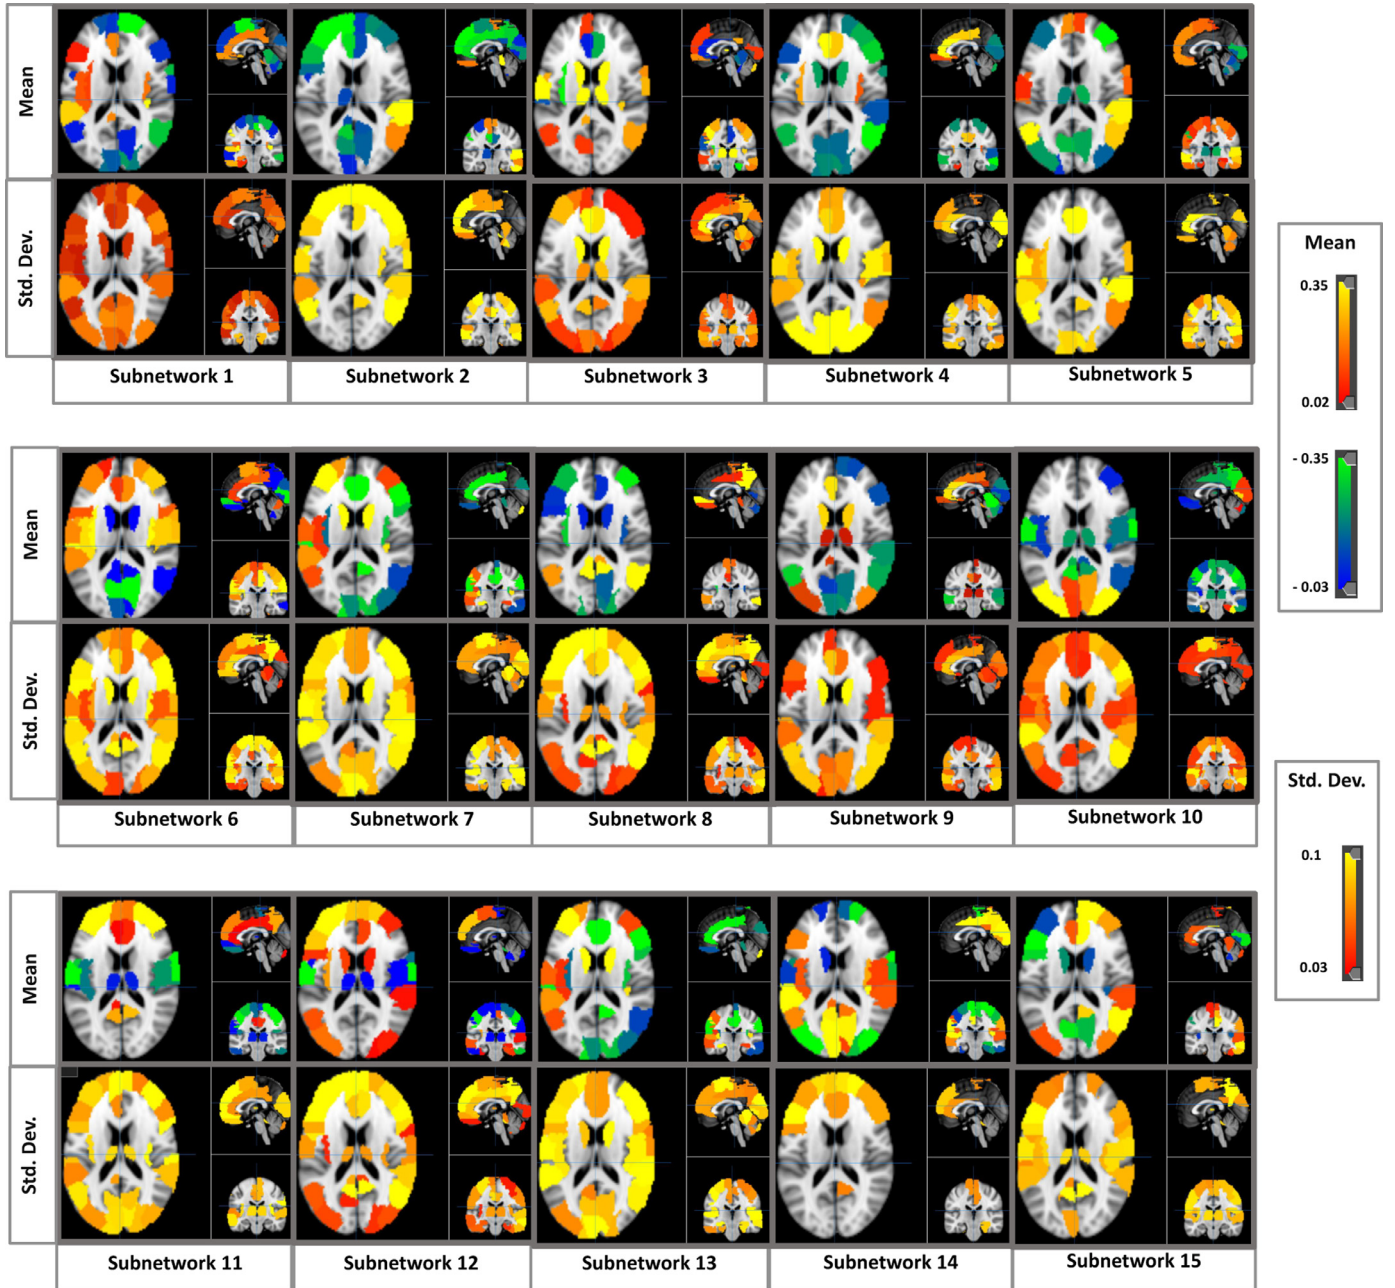 Mean
Std. Dev.
Subnetwork 1
Subnetwork 2
Subnetwork 3
Subnetwork 4
Subnetwork 5
Mean
Std. Dev.
Subnetwork 6
Subnetwork 7
Subnetwork 8
Subnetwork 9
Subnetwork 10
Mean
Std. Dev.
Subnetwork 11
Subnetwork 12
Subnetwork 13
Subnetwork 14
Subnetwork 15
Mean
0.35
0.02
- 0.35
- 0.03
Std. Dev.
0.1
0.03